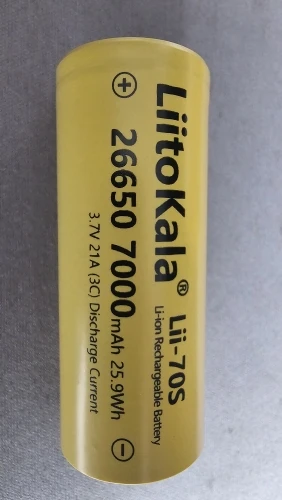 LiitoKala® Lii-70S
Li-ion Rechargeable Battery
+ 26650 7000mAh 25.9Wh -
3.7V 21A (3C) Discharge Current